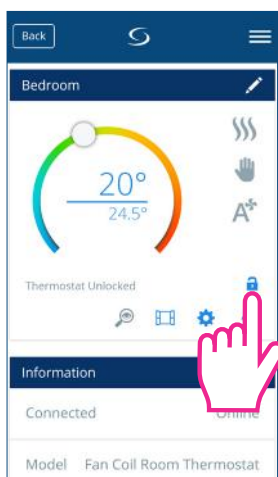 Back
Bedroom
20°
24.5°
A
Thermostat Unlocked
Information
Connected Online
Model Fan Coil Room Thermostat